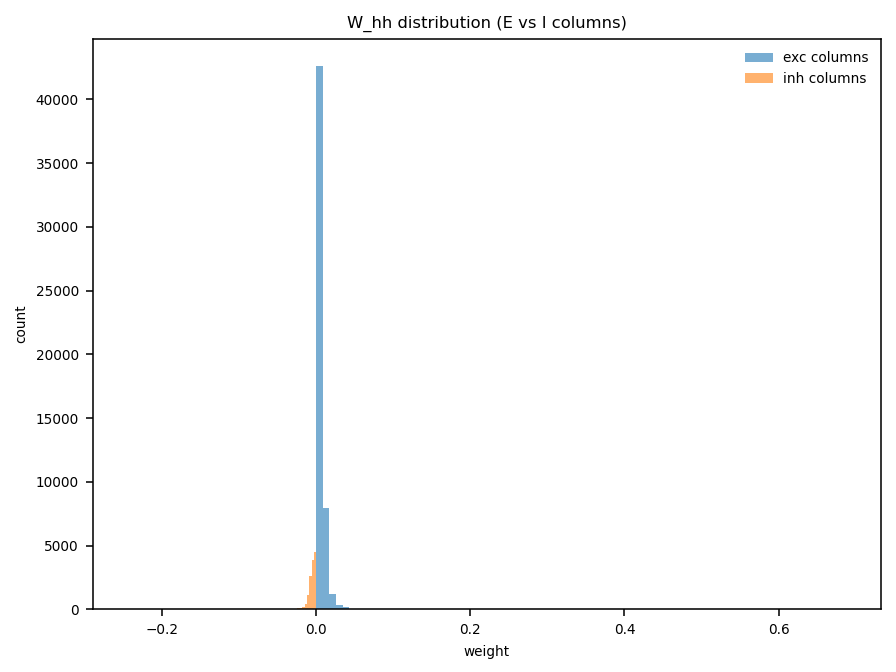 W_hh distribution (E vs I columns)
exc columns
inh columns
count
40000
35000
30000
25000
20000
15000
10000
5000
0
−0.2 0.0 0.2 0.4 0.6
weight